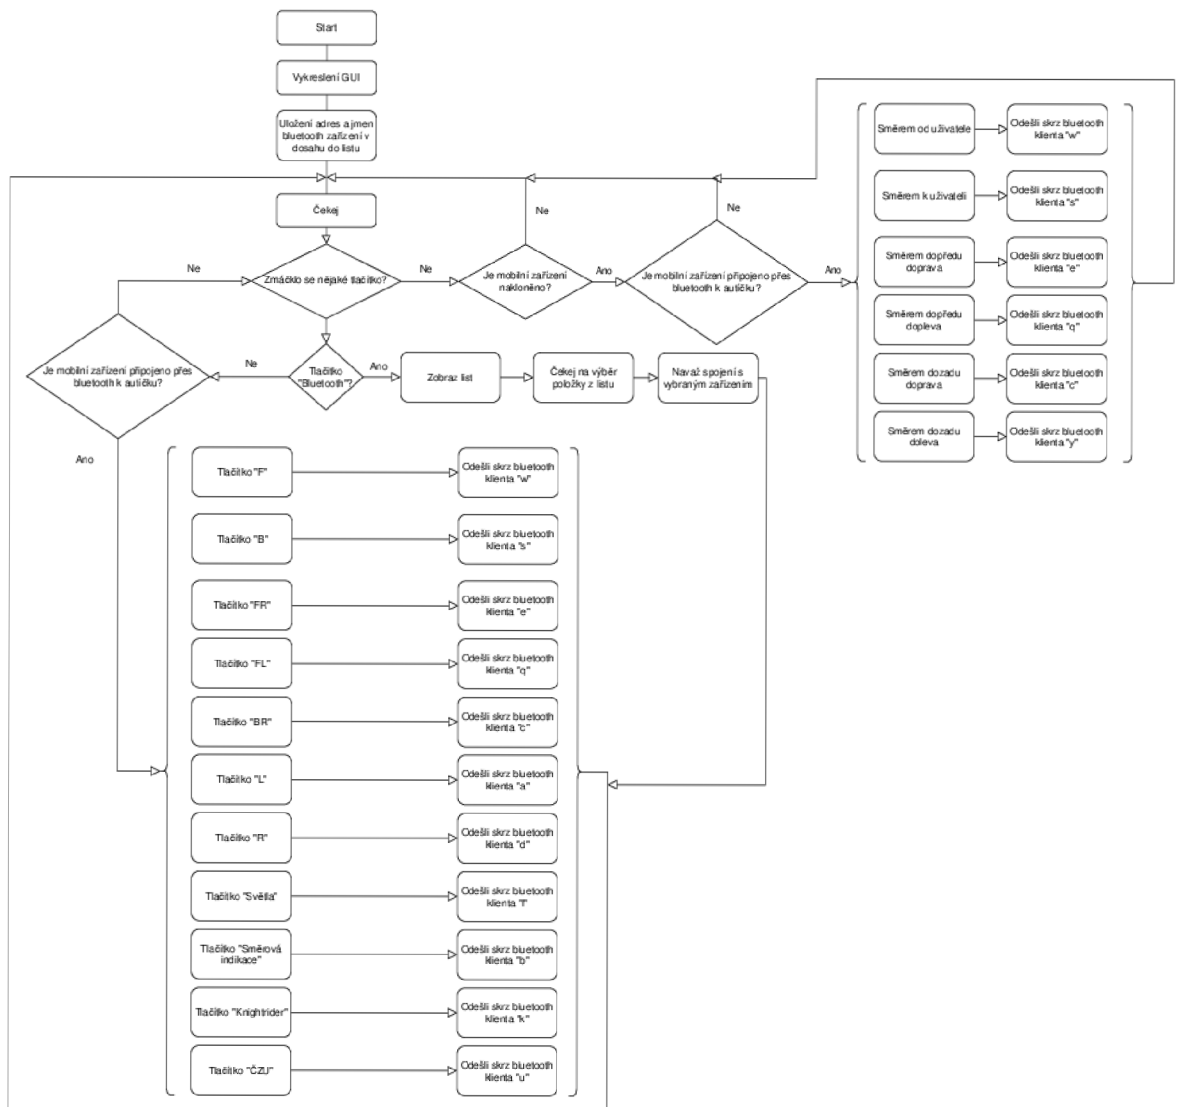 Start
Vykreslení GUI
Uložení adres a jmen
bluetooth zařízení v
dosahu do listu
Čekej
Zmáčklo se nějaké tlačítko?
Ne
Ne
Je mobilní zařízení
nakloněno?
Ne
Ano
Je mobilní zařízení připojeno přes
bluetooth k autíčku?
Ne
Ano
Směrem od uživatele
Odešli skrz bluetooth
klienta "w"
Směrem k uživateli
Odešli skrz bluetooth
klienta "s"
Směrem dopředu
doprava
Odešli skrz bluetooth
klienta "e"
Směrem dopředu
dopleva
Odešli skrz bluetooth
klienta "q"
Směrem dozadu
doprava
Odešli skrz bluetooth
klienta "c"
Směrem dozadu
doleva
Odešli skrz bluetooth
klienta "y"
Je mobilní zařízení připojeno přes
bluetooth k autíčku?
Ne
Ano
Tlačítko
"Bluetooth"?
Ano
Zobraz list
Čekej na výběr
položky z listu
Navaž spojení s
vybraným zařízením
Tlačítko "F"
Odešli skrz bluetooth
klienta "w"
Tlačítko "B"
Odešli skrz bluetooth
klienta "s"
Tlačítko "FR"
Odešli skrz bluetooth
klienta "e"
Tlačítko "FL"
Odešli skrz bluetooth
klienta "q"
Tlačítko "BR"
Odešli skrz bluetooth
klienta "c"
Tlačítko "L"
Odešli skrz bluetooth
klienta "a"
Tlačítko "R"
Odešli skrz bluetooth
klienta "d"
Tlačítko "Světla"
Odešli skrz bluetooth
klienta "f"
Tlačítko "Směrová
indikace"
Odešli skrz bluetooth
klienta "b"
Tlačítko "Knightrider"
Odešli skrz bluetooth
klienta "k"
Tlačítko "ČZU"
Odešli skrz bluetooth
klienta "u"